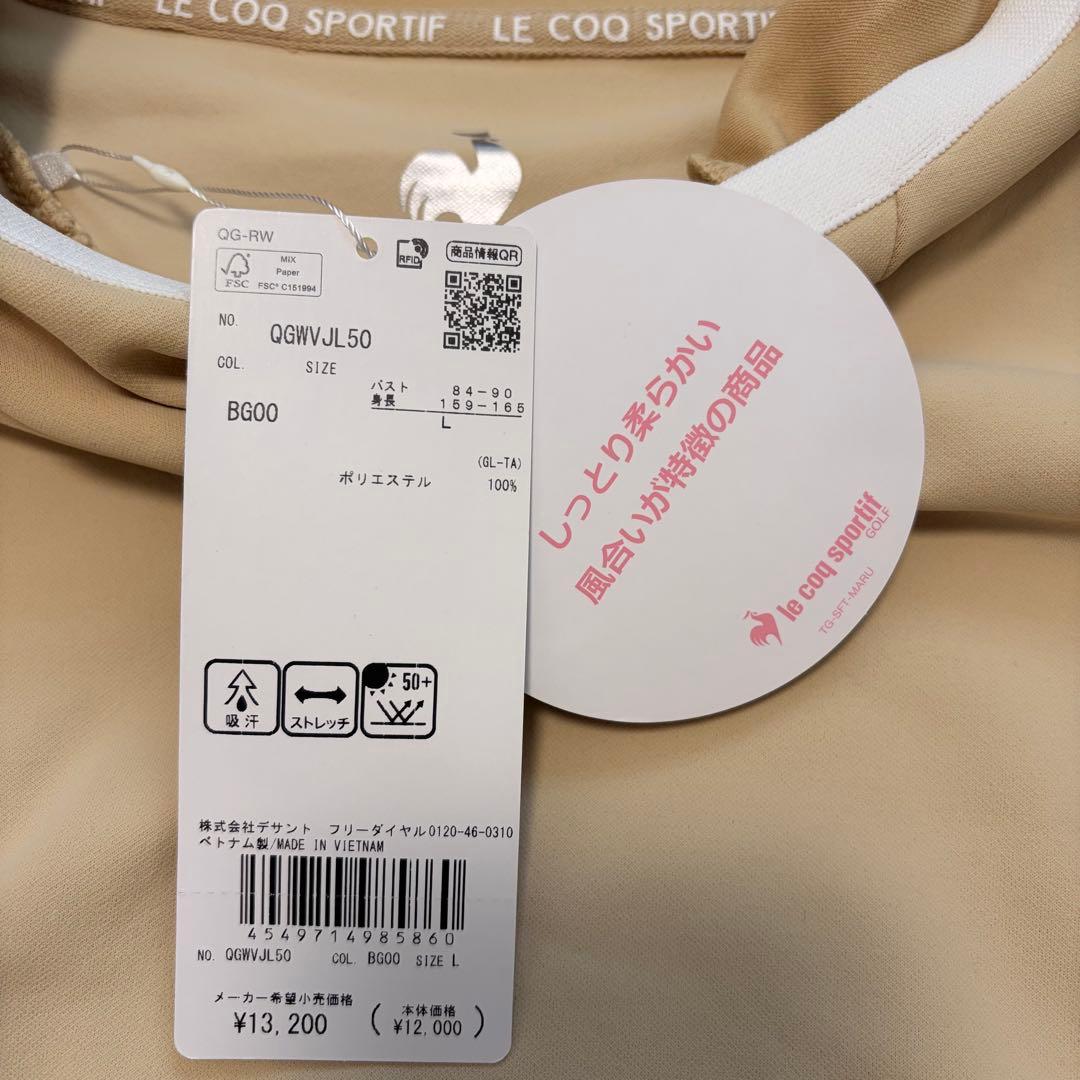 LE COQ SPORTIF LE COQ SPORTIF
QG-RW
FSC
MIX
Paper
FSC® C151994
RFID
商品情報QR
NO.
QGWVJL50
COL. SIZE
BG00
バスト 84-90
身長 159-165
L
(GL-TA)
ポリエステル 100%
吸汗
ストレッチ
50+
株式会社デサント フリーダイヤル0120-46-0310
ベトナム製/MADE IN VIETNAM
4549714985860
NO. QGWVJL50 COL. BG00 SIZE L
メーカー希望小売価格
¥13,200
(本体価格
¥12,000)
しっとり柔らかい
風合いが特徴の商品
le coq sportif
GOLF
TG-SFT-MARU